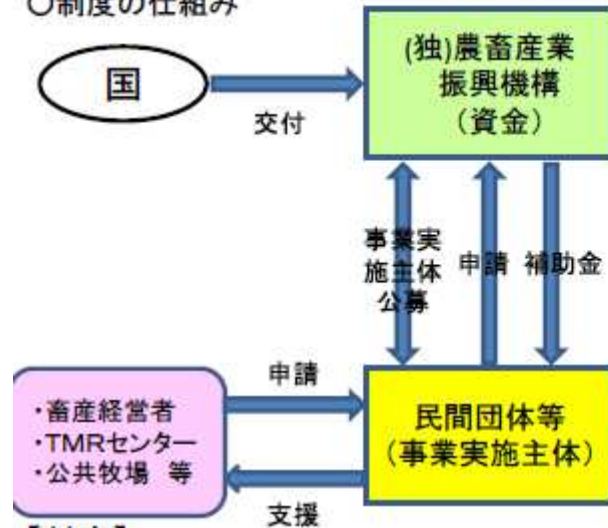 〇制度の仕組み
国
交付
(独)農畜産業
振興機構
(資金)
事業実
施主体
公募
申請
補助金
申請
・畜産経営者
・TMRセンター
・公共牧場 等
民間団体等
(事業実施主体)
支援